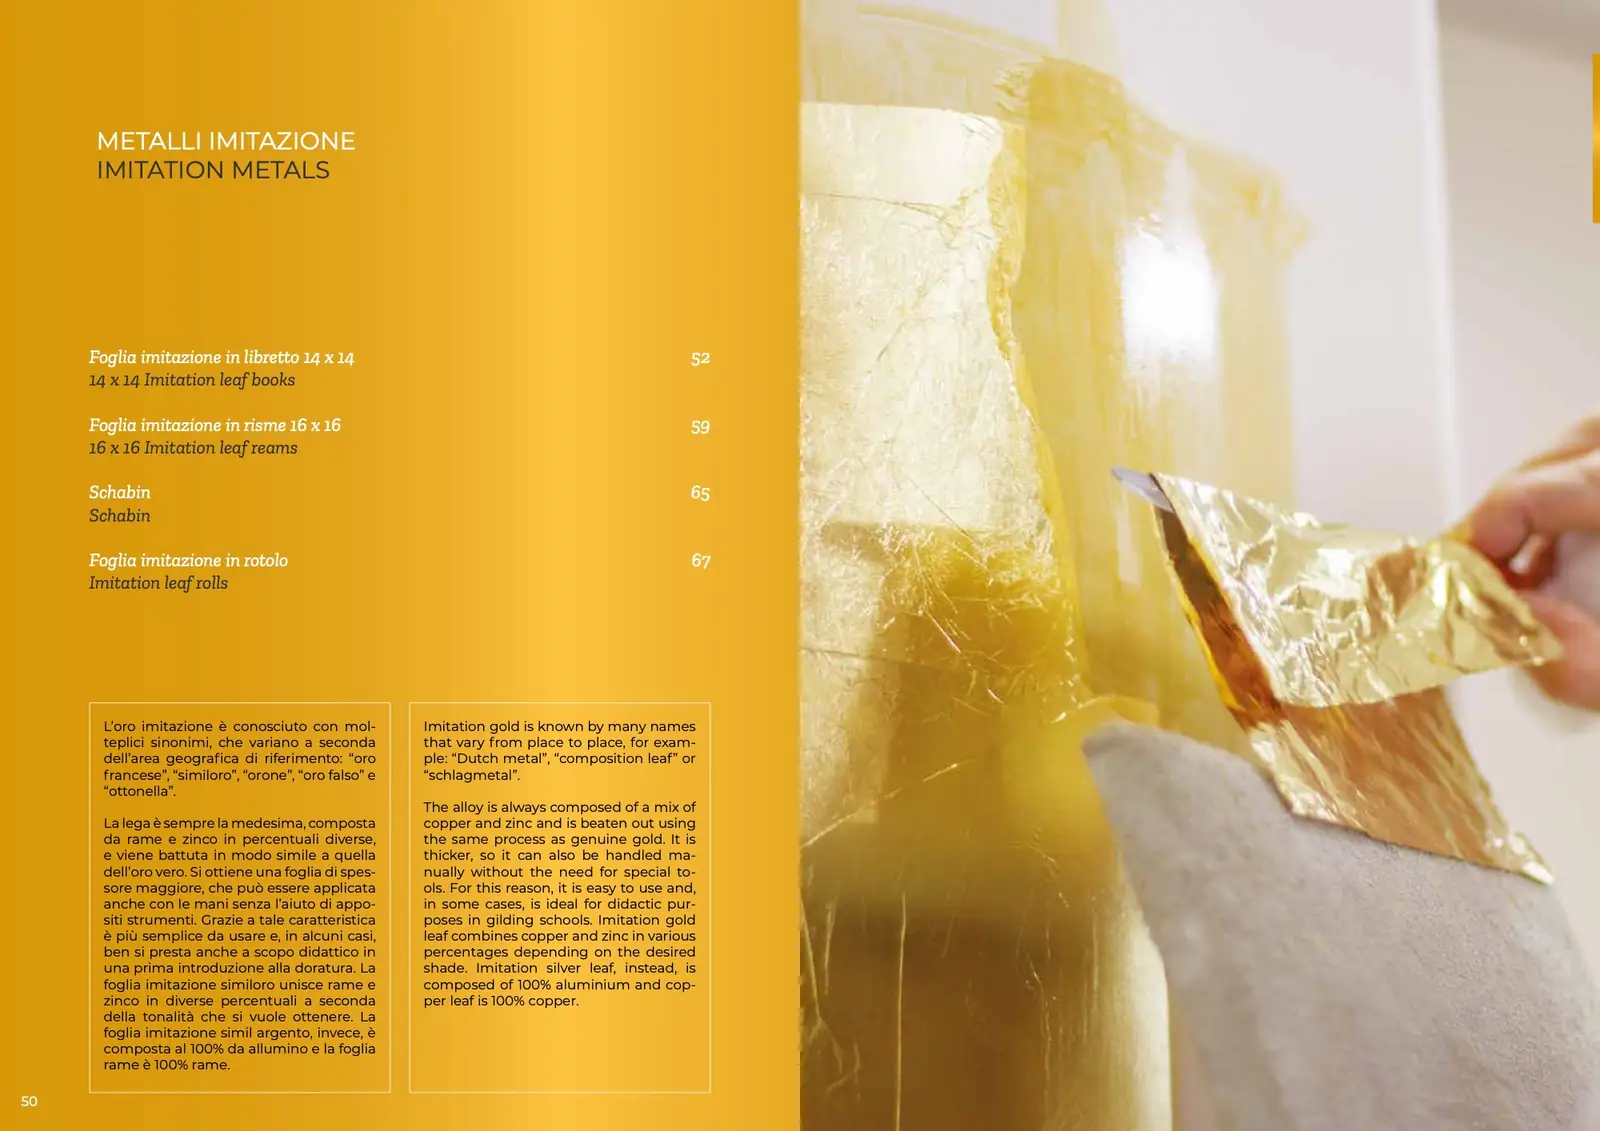 METALLI IMITAZIONE
IMITATION METALS
Foglia imitazione in libretto 14 x 14 52
14 x 14 Imitation leaf books
Foglia imitazione in risme 16 x 16 59
16 x 16 Imitation leaf reams
Schabin 65
Schabin
Foglia imitazione in rotolo 67
Imitation leaf rolls
L’oro imitazione è conosciuto con mol-
teplici sinonimi, che variano a seconda
dell’area geografica di riferimento: “oro
francese”, “similoro”, “orone”, “oro falso” e
“ottonella”.
La lega è sempre la medesima, composta
da rame e zinco in percentuali diverse,
e viene battuta in modo simile a quella
dell’oro vero. Si ottiene una foglia di spes-
sore maggiore, che può essere applicata
anche con le mani senza l’aiuto di appo-
siti strumenti. Grazie a tale caratteristica
è più semplice da usare e, in alcuni casi,
ben si presta anche a scopo didattico in
una prima introduzione alla doratura. La
foglia imitazione similoro unisce rame e
zinco in diverse percentuali a seconda
della tonalità che si vuole ottenere. La
foglia imitazione simil argento, invece, è
composta al 100% da allumino e la foglia
rame è 100% rame.
Imitation gold is known by many names
that vary from place to place, for exam-
ple: “Dutch metal”, “composition leaf” or
“schlagmetal”.
The alloy is always composed of a mix of
copper and zinc and is beaten out using
the same process as genuine gold. It is
thicker, so it can also be handled ma-
nually without the need for special to-
ols. For this reason, it is easy to use and,
in some cases, is ideal for didactic pur-
poses in gilding schools. Imitation gold
leaf combines copper and zinc in various
percentages depending on the desired
shade. Imitation silver leaf, instead, is
composed of 100% aluminium and cop-
per leaf is 100% copper.
50